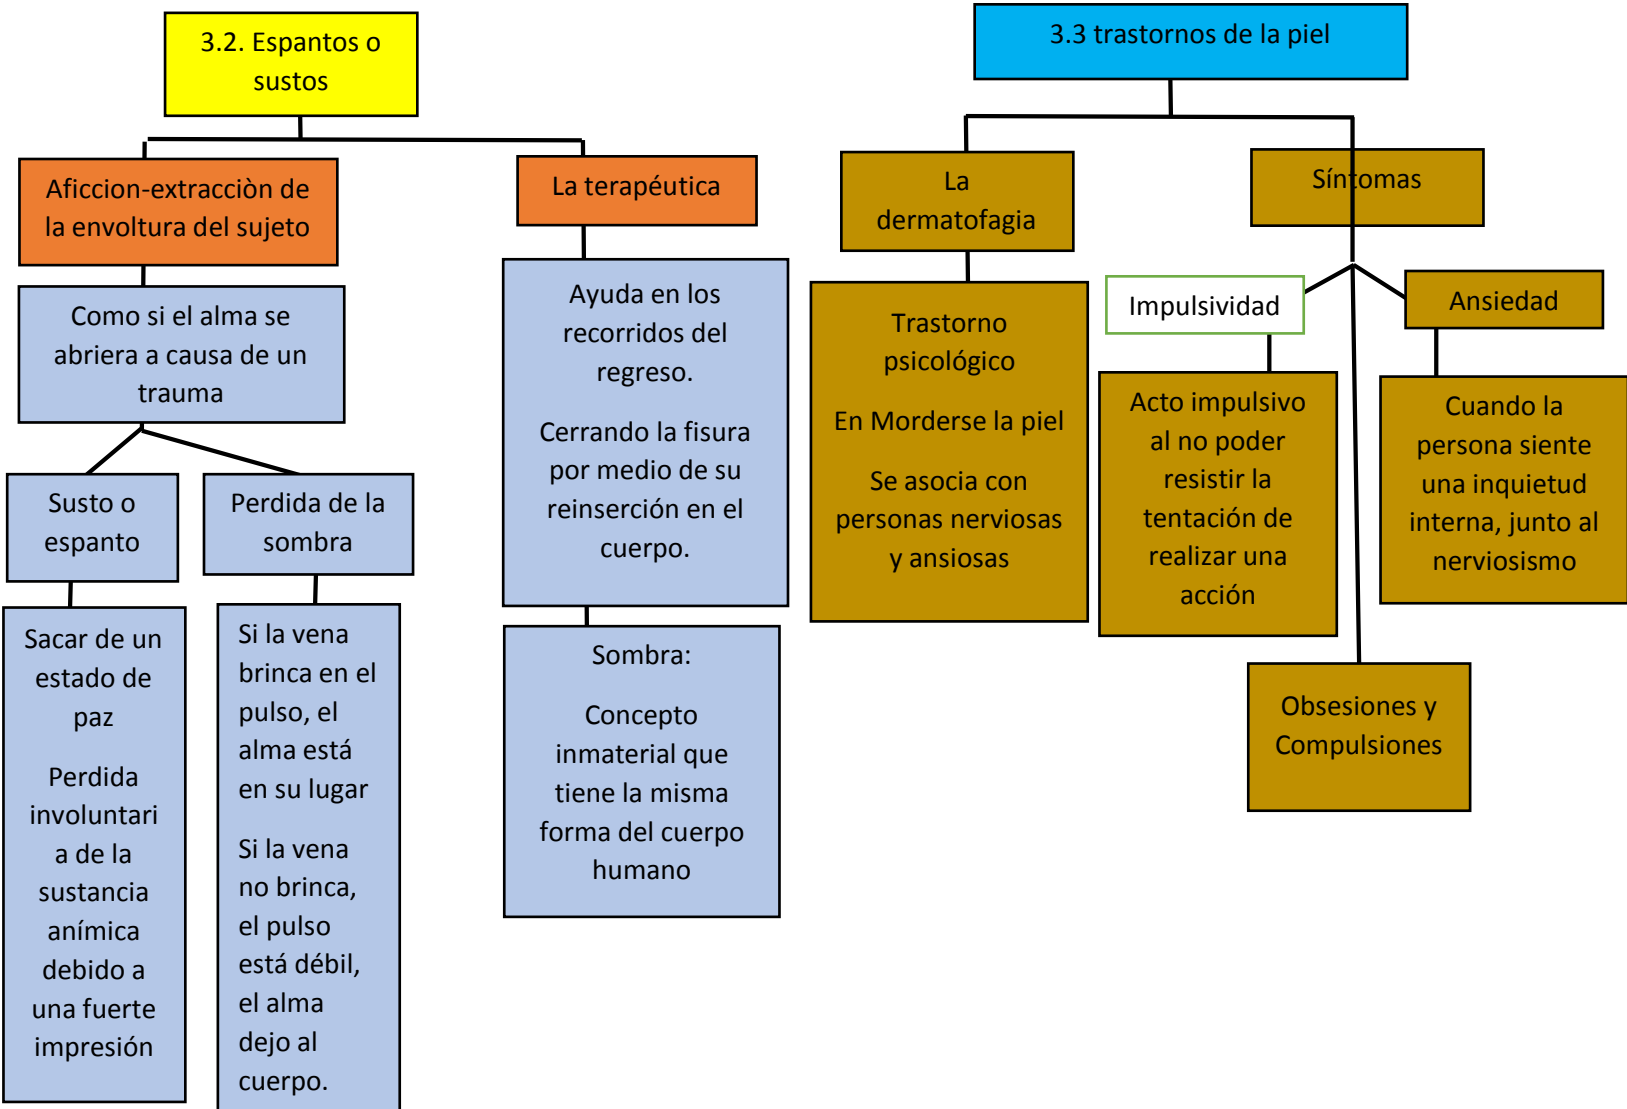 3.2. Espantos o
sustos
Aficcion-extracciòn de
la envoltura del sujeto
Como si el alma se
abriera a causa de un
trauma
Susto o
espanto
Sacar de un
estado de
paz
Perdida
involuntari
a de la
sustancia
anímica
debido a
una fuerte
impresión
Perdida de la
sombra
Si la vena
brinca en el
pulso, el
alma está
en su lugar
Si la vena
no brinca,
el pulso
está débil,
el alma
dejo al
cuerpo.
La terapéutica
Ayuda en los
recorridos del
regreso.
Cerrando la fisura
por medio de su
reinserción en el
cuerpo.
Sombra:
Concepto
inmaterial que
tiene la misma
forma del cuerpo
humano
3.3 trastornos de la piel
La
dermatofagia
Trastorno
psicológico
En Morderse la piel
Se asocia con
personas nerviosas
y ansiosas
Síntomas
Impulsividad
Acto impulsivo
al no poder
resistir la
tentación de
realizar una
acción
Ansiedad
Cuando la
persona siente
una inquietud
interna, junto al
nerviosismo
Obsesiones y
Compulsiones